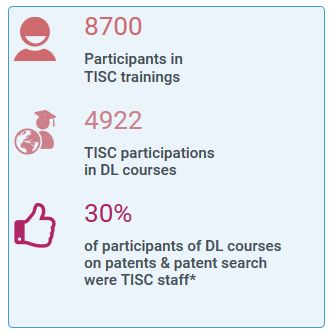 8700
Participants in
TISC trainings
4922
TISC participations
in DL courses
30%
of participants of DL courses
on patents & patent search
were TISC staff*